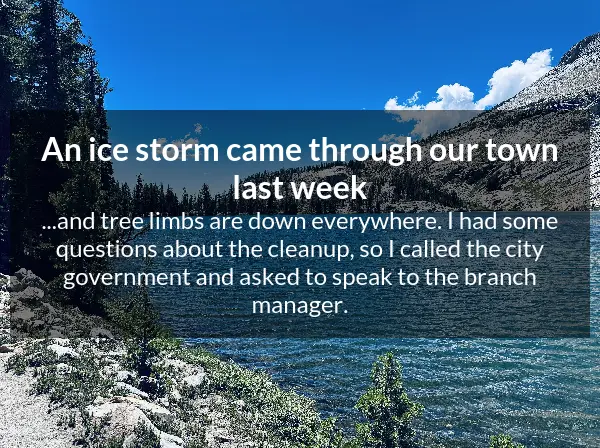 An ice storm came through our town
last week
...and tree limbs are down everywhere. I had some
questions about the cleanup, so I called the city
government and asked to speak to the branch
manager.